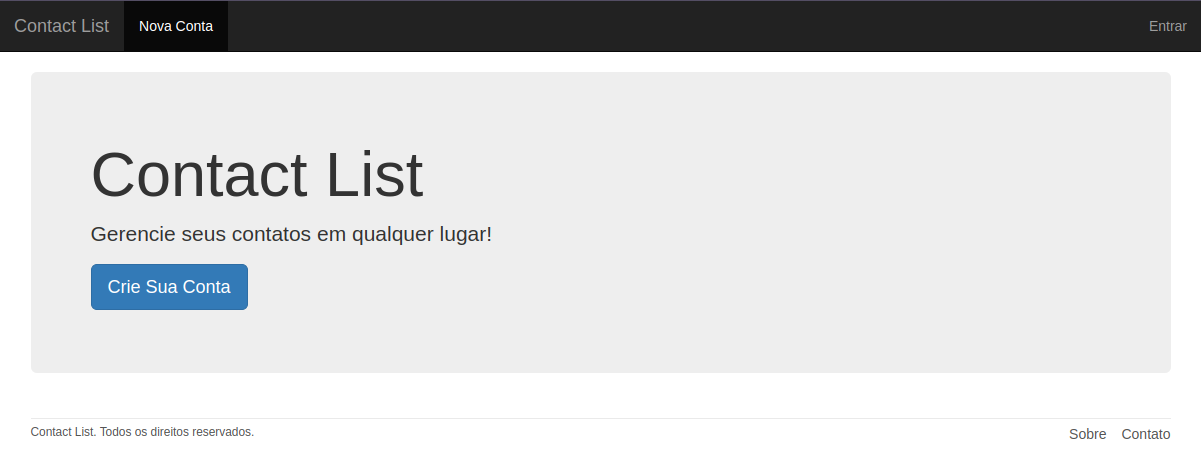 Contact List Nova Conta Entrar
Contact List
Gerencie seus contatos em qualquer lugar!
Crie Sua Conta
Contact List. Todos os direitos reservados. Sobre Contato